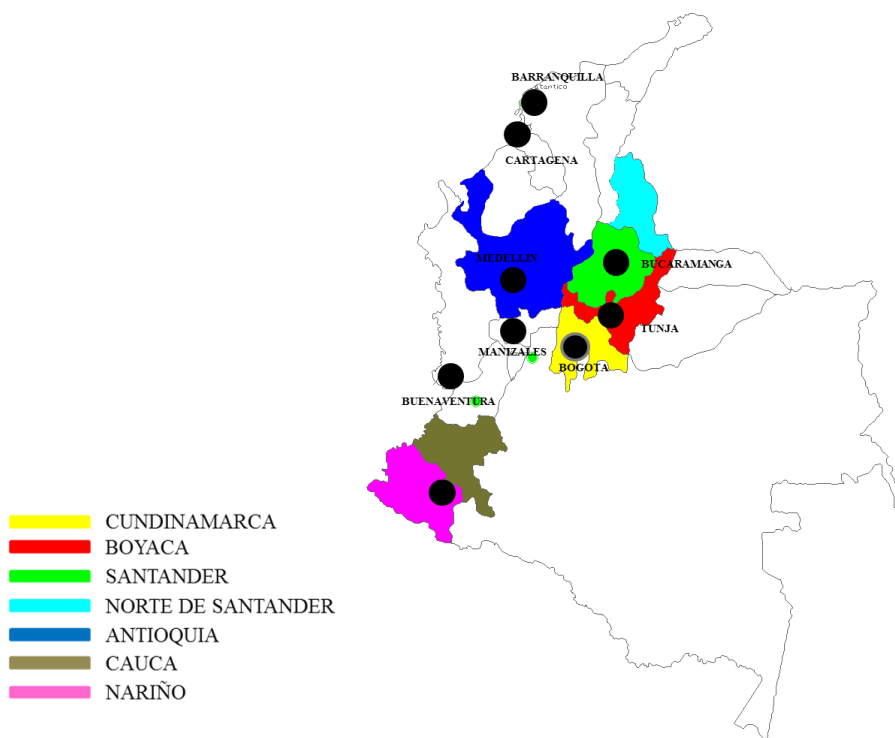 BARRANQUILLA
CARTAGENA
MEDELLIN
BUCARAMANGA
TUNJA
MANIZALES
BOGOTA
BUENAVENTURA
CUNDINAMARCA
BOYACA
SANTANDER
NORTE DE SANTANDER
ANTIOQUIA
CAUCA
NARIÑO